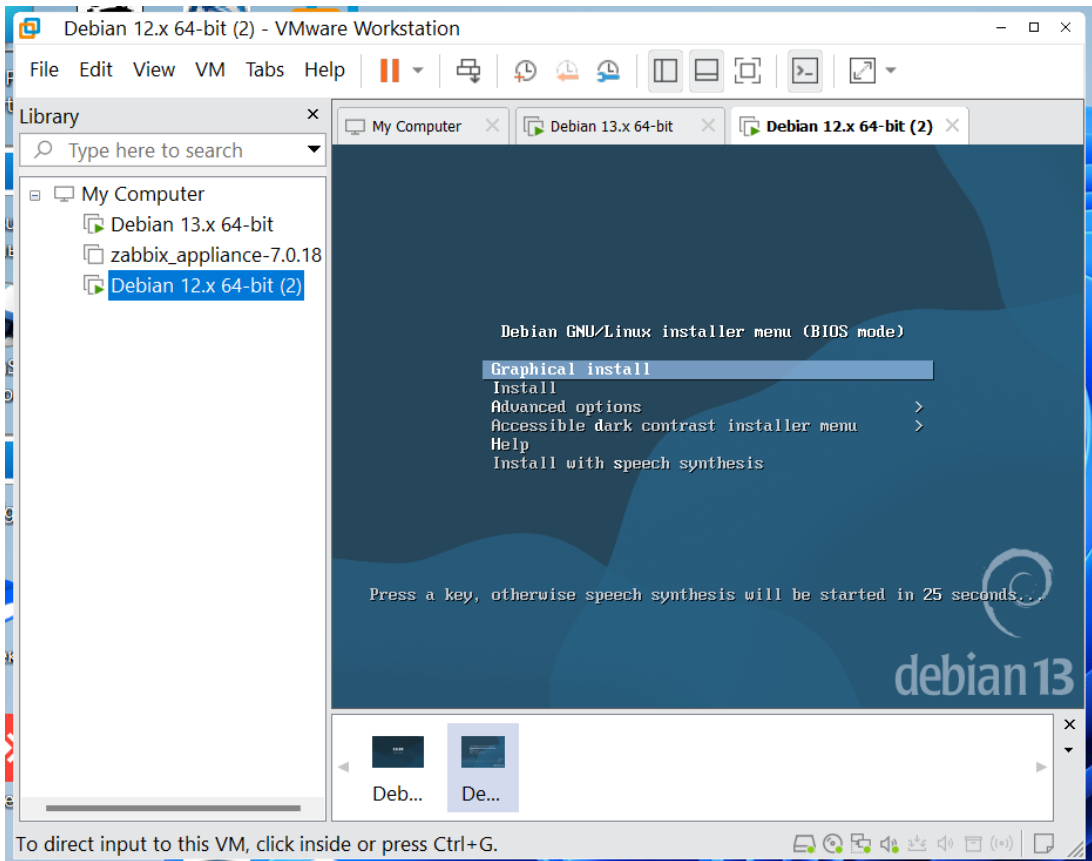 Debian 12.x 64-bit (2) - VMware Workstation
File Edit View VM Tabs Help
Library
Type here to search
My Computer
Debian 13.x 64-bit
zabbix_appliance-7.0.18
Debian 12.x 64-bit (2)
My Computer
Debian 13.x 64-bit
Debian 12.x 64-bit (2)
Debian GNU/Linux installer menu (BIOS mode)
Graphical install
Install
Advanced options >
Accessible dark contrast installer menu >
Help
Install with speech synthesis
Press a key, otherwise speech synthesis will be started in 25 seconds...
debian 13
Deb... De...
To direct input to this VM, click inside or press Ctrl+G.